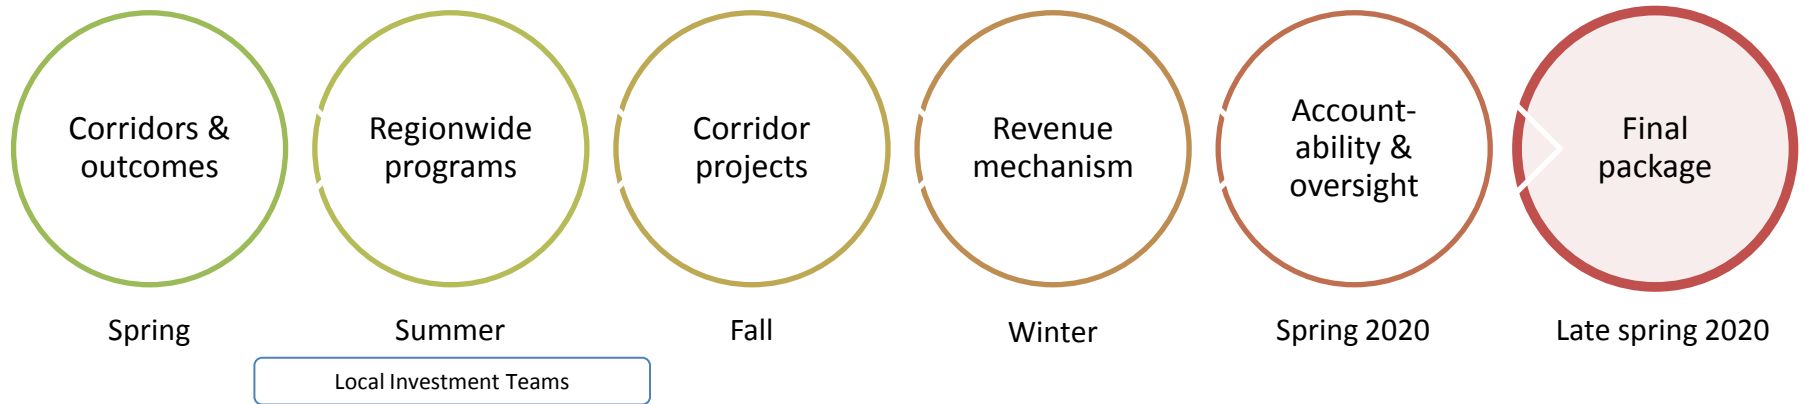 Corridors &
outcomes
Regionwide
programs
Corridor
projects
Revenue
mechanism
Account-
ability &
oversight
Final
package
Spring
Summer
Fall
Winter
Spring 2020
Late spring 2020
Local Investment Teams